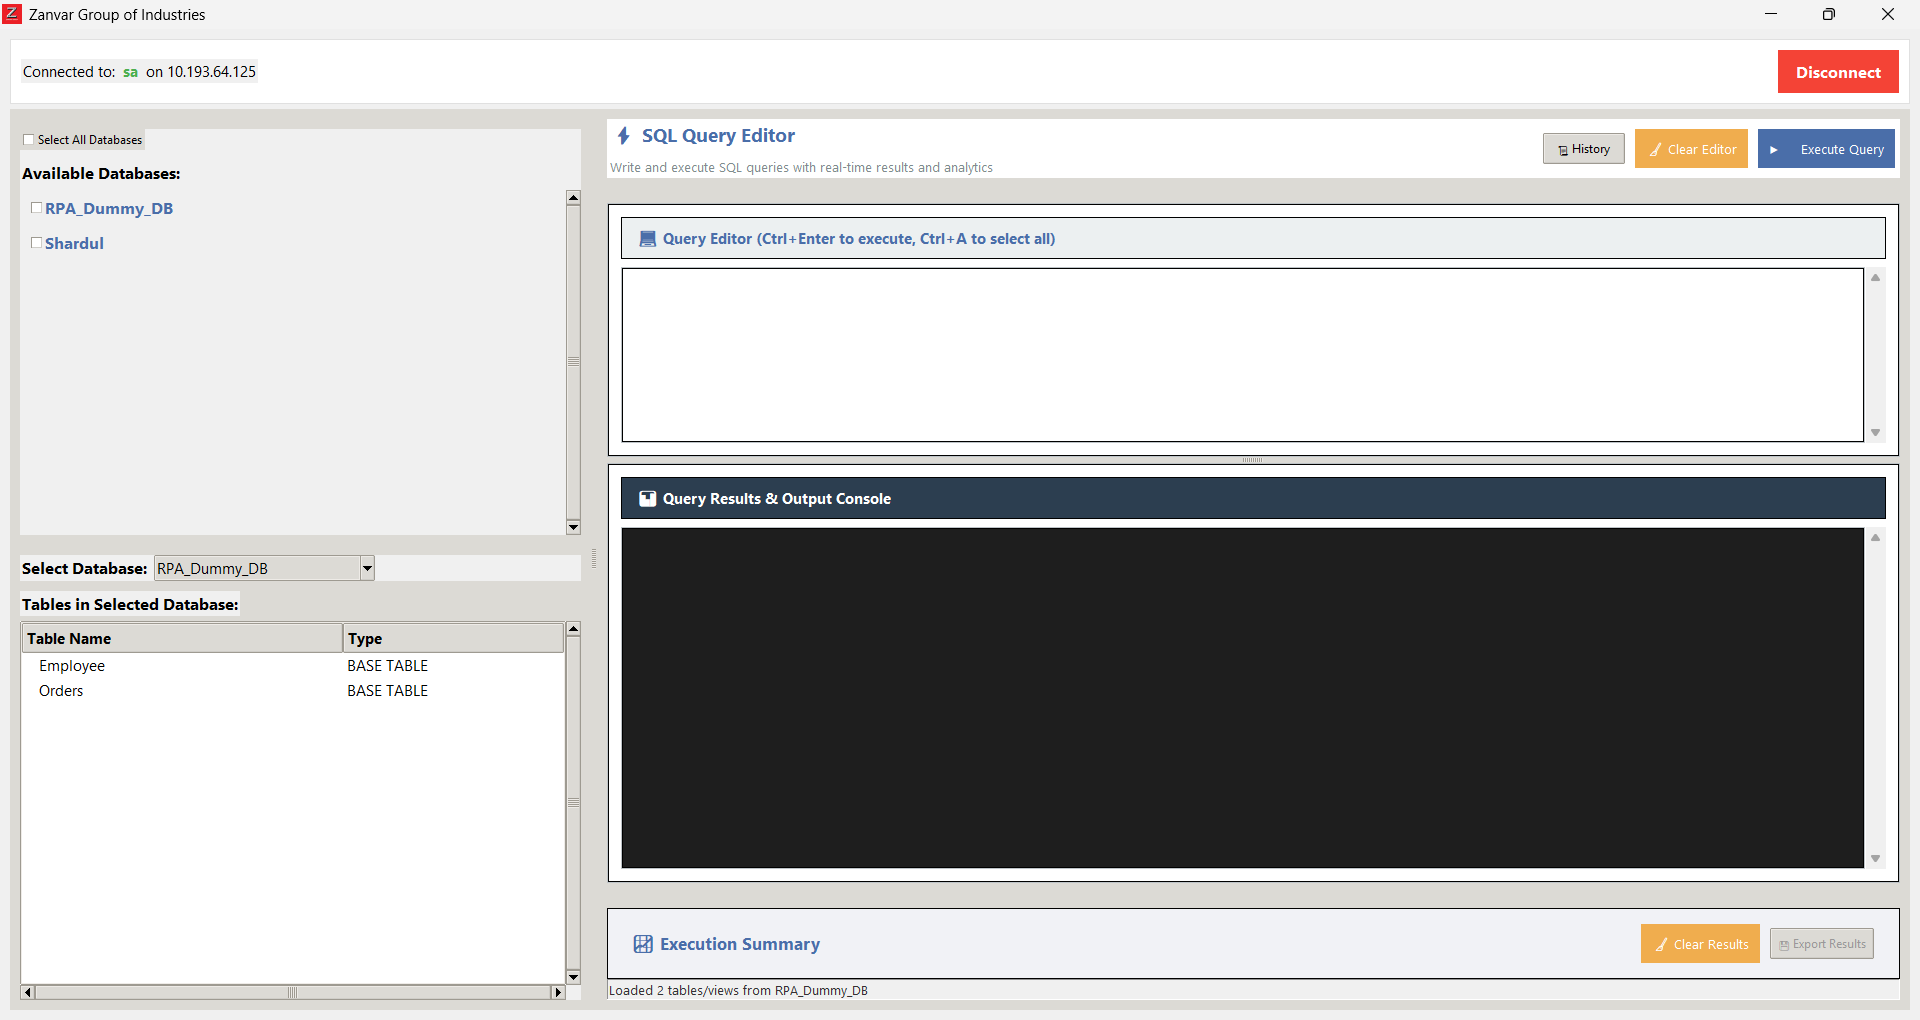 Z Zanvar Group of Industries
Connected to: sa on 10.193.64.125
Disconnect
Select All Databases
Available Databases:
RPA_Dummy_DB
Shardul
Select Database: RPA_Dummy_DB
Tables in Selected Database:
Table Name Type
Employee BASE TABLE
Orders BASE TABLE
SQL Query Editor
Write and execute SQL queries with real-time results and analytics
History Clear Editor Execute Query
Query Editor (Ctrl+Enter to execute, Ctrl+A to select all)
Query Results & Output Console
Execution Summary
Clear Results Export Results
Loaded 2 tables/views from RPA_Dummy_DB